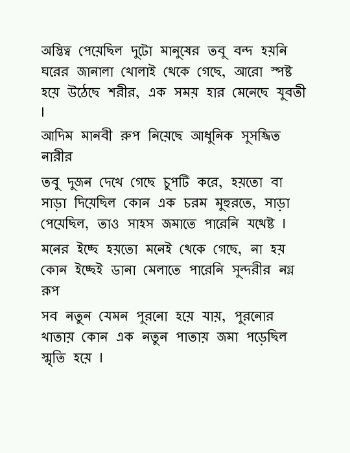 অস্তিত্ব পেয়েছিল দুটো মানুষের তবু বন্দ হয়নি
ঘরের জানালা খোলাই থেকে গেছে, আরো স্পষ্ট
হয়ে উঠেছে শরীর, এক সময় হার মেনেছে যুবতী
।
আদিম মানবী রুপ নিয়েছে আধুনিক সুসজ্জিত
নারীর
তবু দুজন দেখে গেছে চুপটি করে, হয়তো বা
সাড়া দিয়েছিল কোন এক চরম মুহুরতে, সাড়া
পেয়েছিল, তাও সাহস জমাতে পারেনি যথেষ্ট ।
মনের ইচ্ছে হয়তো মনেই থেকে গেছে, না হয়
কোন ইচ্ছেই ডানা মেলাতে পারেনি সুন্দরীর নগ্ন
রূপ
সব নতুন যেমন পুরনো হয়ে যায়, পুরনোর
খাতায় কোন এক নতুন পাতায় জমা পড়েছিল
স্মৃতি হয়ে ।